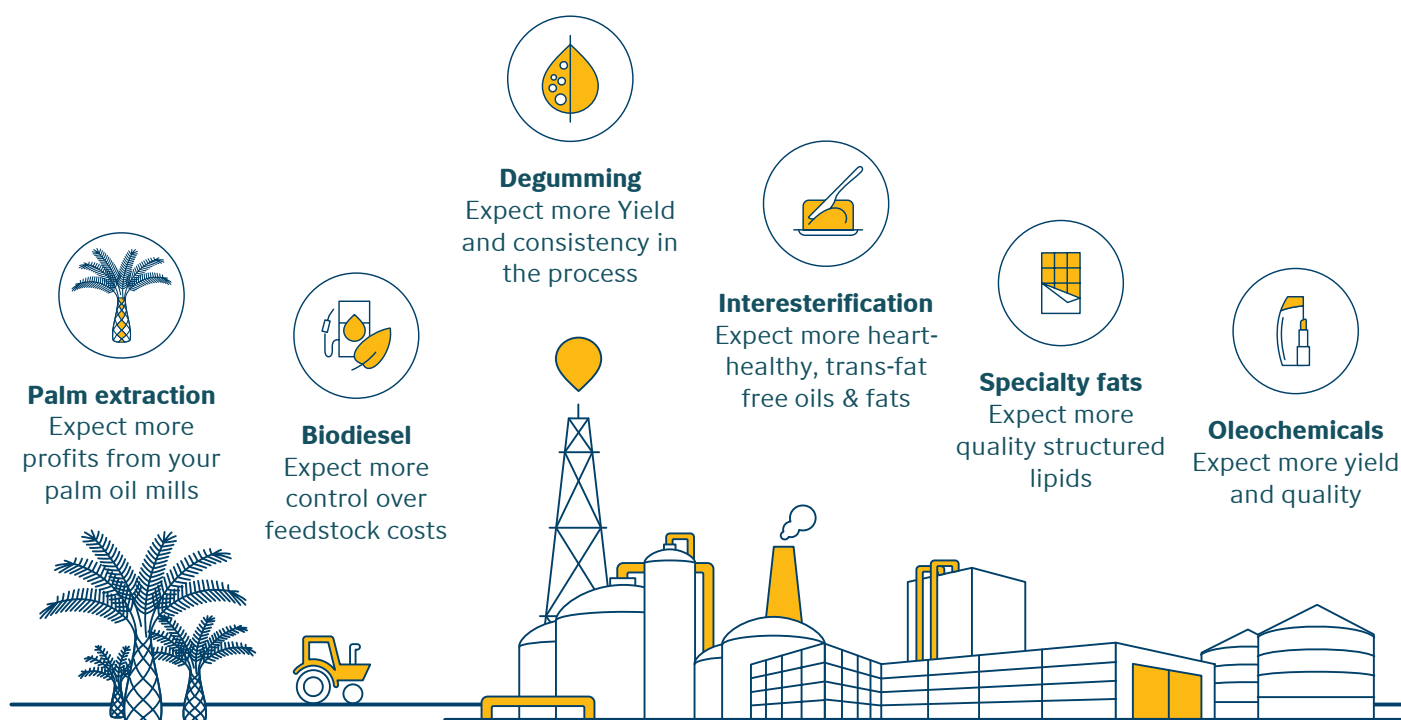 Palm extraction
Expect more
profits from your
palm oil mills
Biodiesel
Expect more
control over
feedstock costs
Degumming
Expect more Yield
and consistency in
the process
Interesterification
Expect more heart-
healthy, trans-fat
free oils & fats
Specialty fats
Expect more
quality structured
lipids
Oleochemicals
Expect more yield
and quality